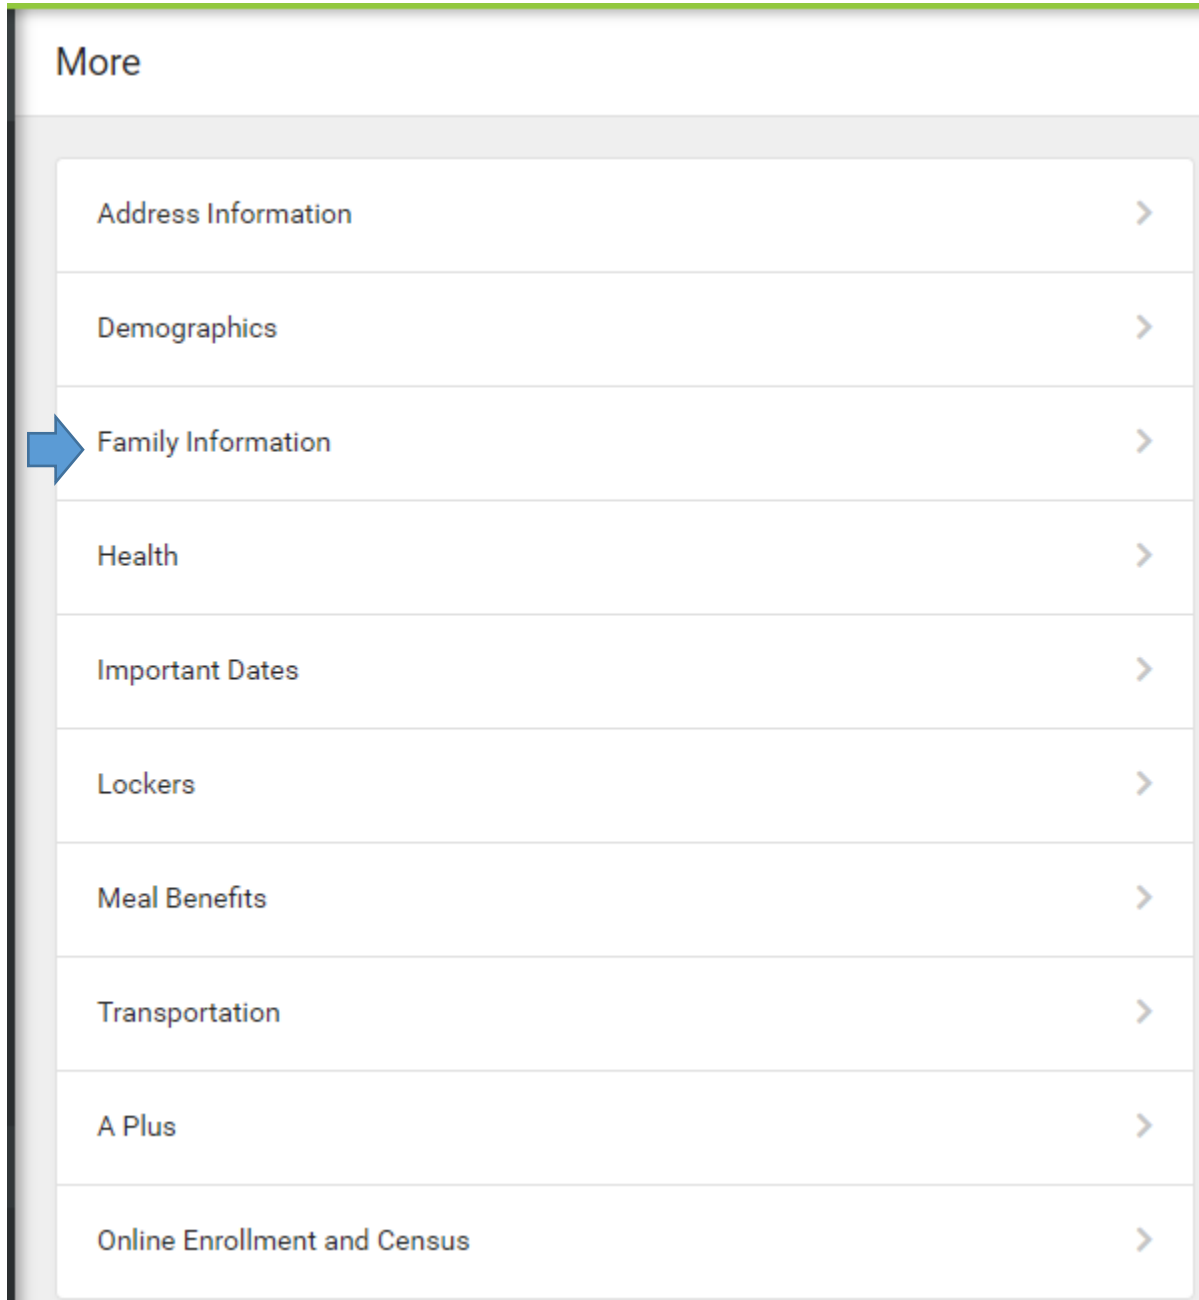 More
Address Information
Demographics
Family Information
Health
Important Dates
Lockers
Meal Benefits
Transportation
A Plus
Online Enrollment and Census